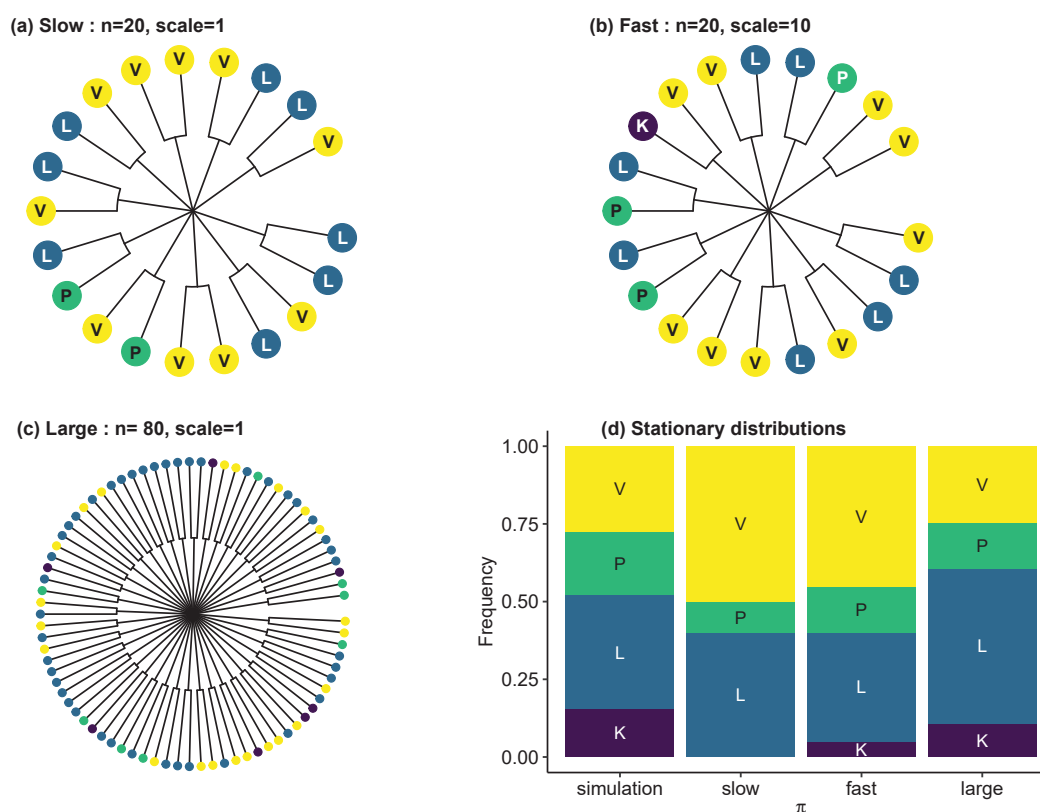 (a) Slow : n=20, scale=1
V
V
V
V
L
L
V
L
L
V
L
P
V
P
V
V
L
V
L
L
(b) Fast : n=20, scale=10
K
V
V
L
L
P
V
V
L
P
L
P
V
V
V
L
V
L
L
V
(c) Large : n= 80, scale=1
(d) Stationary distributions
Frequency
1.00
0.75
0.50
0.25
0.00
V
P
L
K
V
P
L
V
P
L
K
V
P
L
K
simulation
slow
fast
large
π